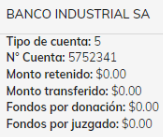 BANCO INDUSTRIAL SA
Tipo de cuenta: 5
N° Cuenta: 5752341
Monto retenido: $0.00
Monto transferido: $0.00
Fondos por donación: $0.00
Fondos por juzgado: $0.00